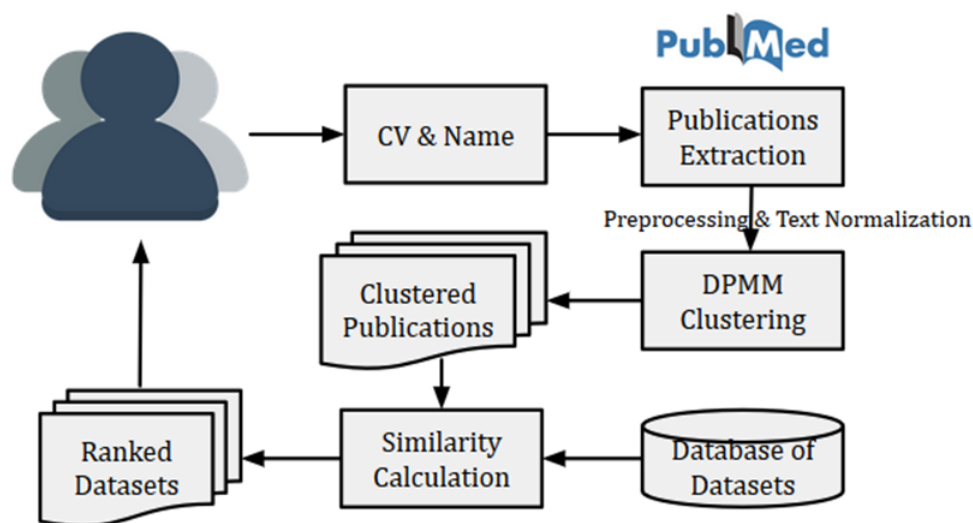 PubMed
CV & Name
Publications
Extraction
Preprocessing & Text Normalization
Clustered
Publications
DPMM
Clustering
Ranked
Datasets
Similarity
Calculation
Database of
Datasets